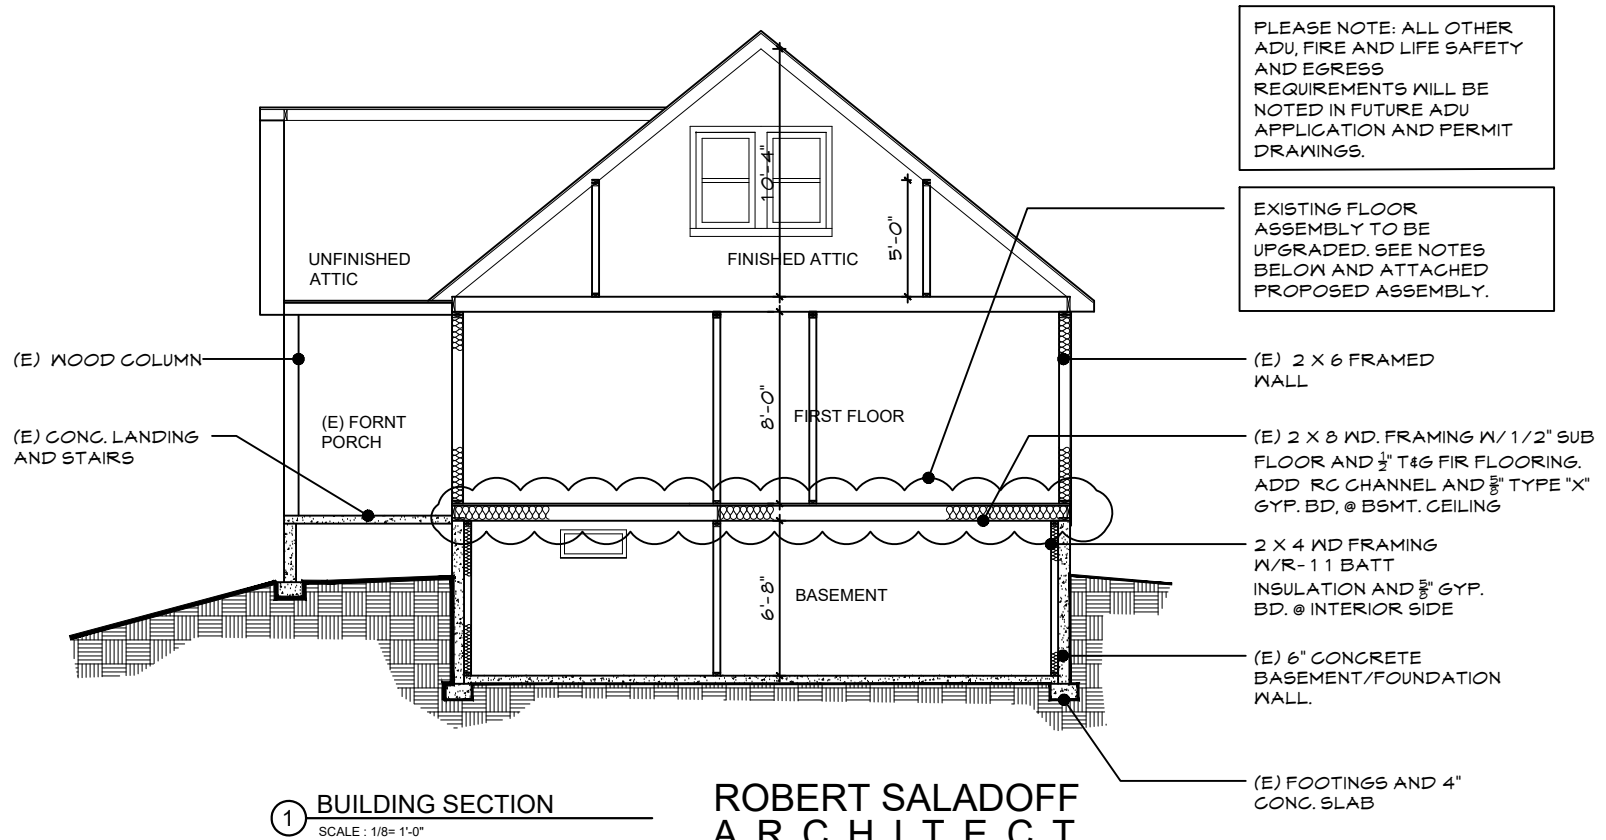 PLEASE NOTE: ALL OTHER
ADU, FIRE AND LIFE SAFETY
AND EGRESS
REQUIREMENTS WILL BE
NOTED IN FUTURE ADU
APPLICATION AND PERMIT
DRAWINGS.
EXISTING FLOOR
ASSEMBLY TO BE
UPGRADED. SEE NOTES
BELOW AND ATTACHED
PROPOSED ASSEMBLY.
10'-4"
5'-0"
UNFINISHED
ATTIC
FINISHED ATTIC
(E) WOOD COLUMN
(E) CONC. LANDING
AND STAIRS
(E) FORNT
PORCH
8'-0"
FIRST FLOOR
6'-8"
BASEMENT
(E) 2 X 6 FRAMED
WALL
(E) 2 X 8 WD. FRAMING W/ 1/2" SUB
FLOOR AND 1/2" T&G FIR FLOORING.
ADD RC CHANNEL AND 5/8" TYPE "X"
GYP. BD, @ BSMT. CEILING
2 X 4 WD FRAMING
W/R-11 BATT
INSULATION AND 5/8" GYP.
BD. @ INTERIOR SIDE
(E) 6" CONCRETE
BASEMENT/FOUNDATION
WALL.
(E) FOOTINGS AND 4"
CONC. SLAB
1 BUILDING SECTION
SCALE : 1/8= 1'-0"
ROBERT SALADOFF
ARCHITECT